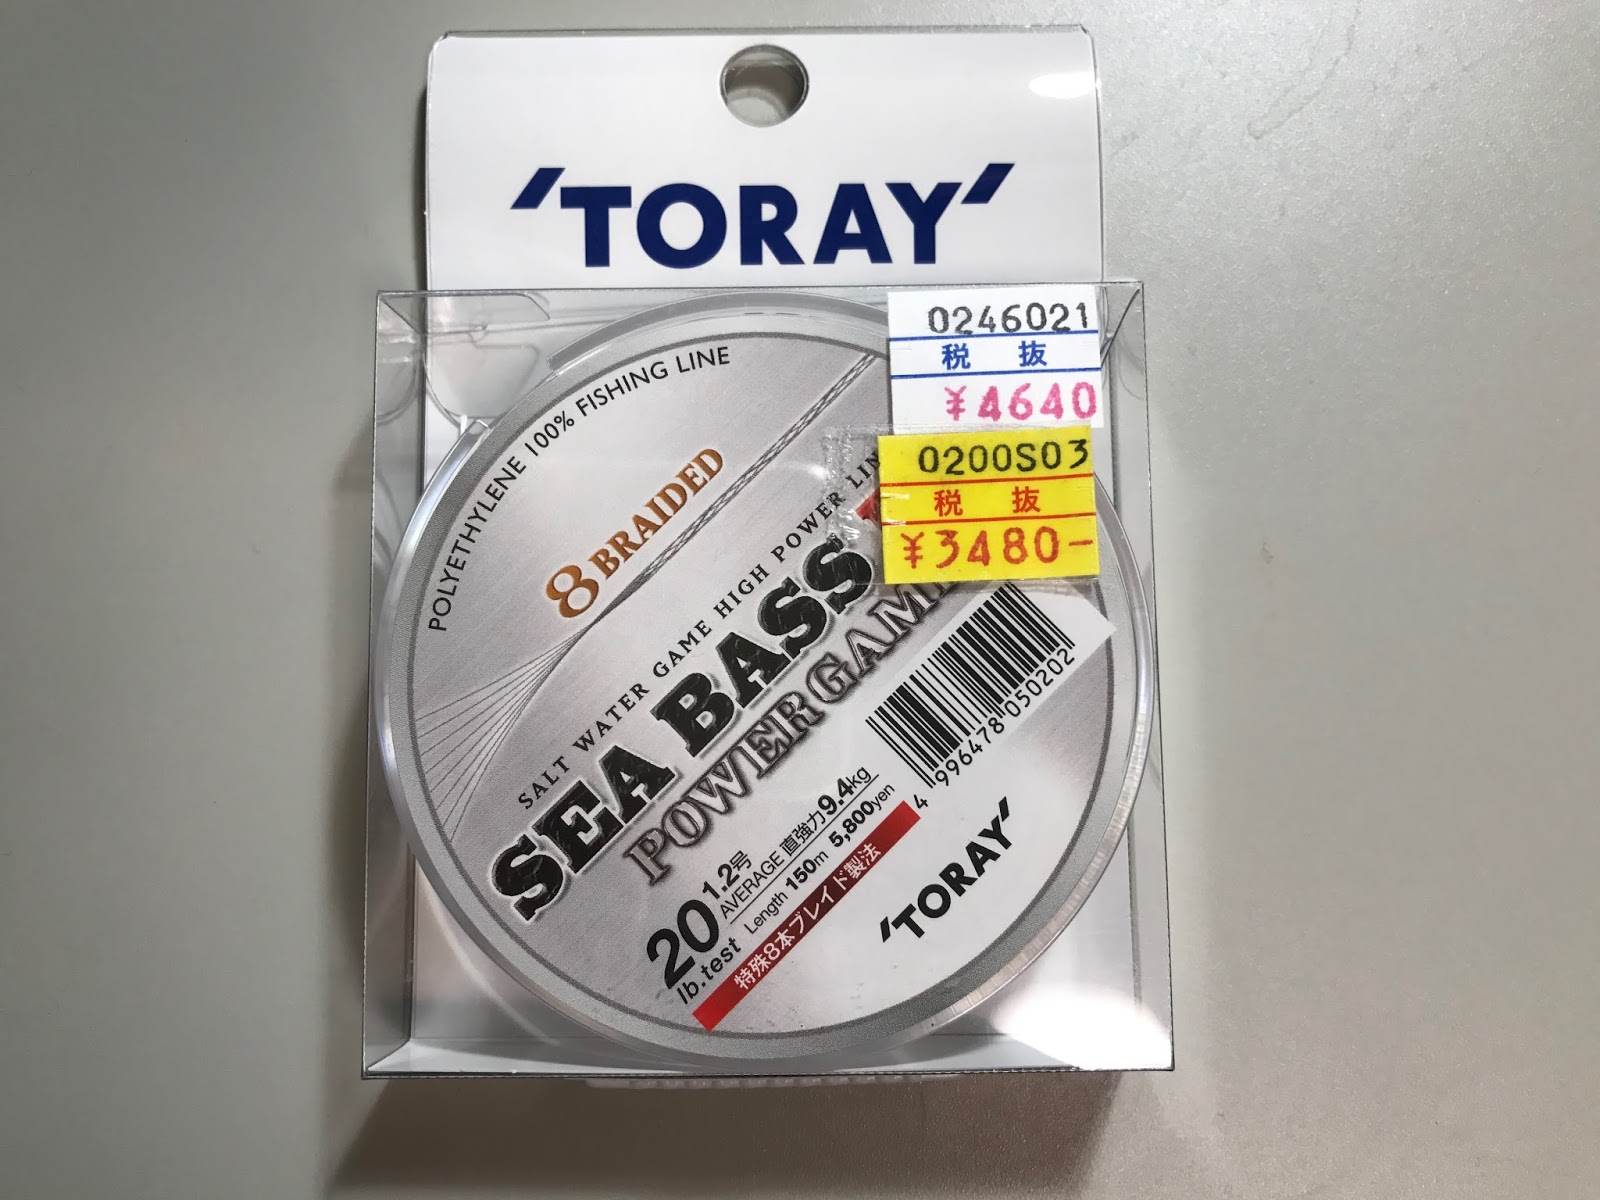 'TORAY'
0246021
税 抜
¥4640
0200S03
税 抜
¥3480-
POLYETHYLENE 100% FISHING LINE
8 BRAIDED
SALT WATER GAME HIGH POWER
SEA BASS
POWER GAME
20 lb.test
1.2号
AVERAGE 直強力 9.4kg
Length 150m 5,800yen
特殊8本ブレイド製法
4 996478 050202
'TORAY'